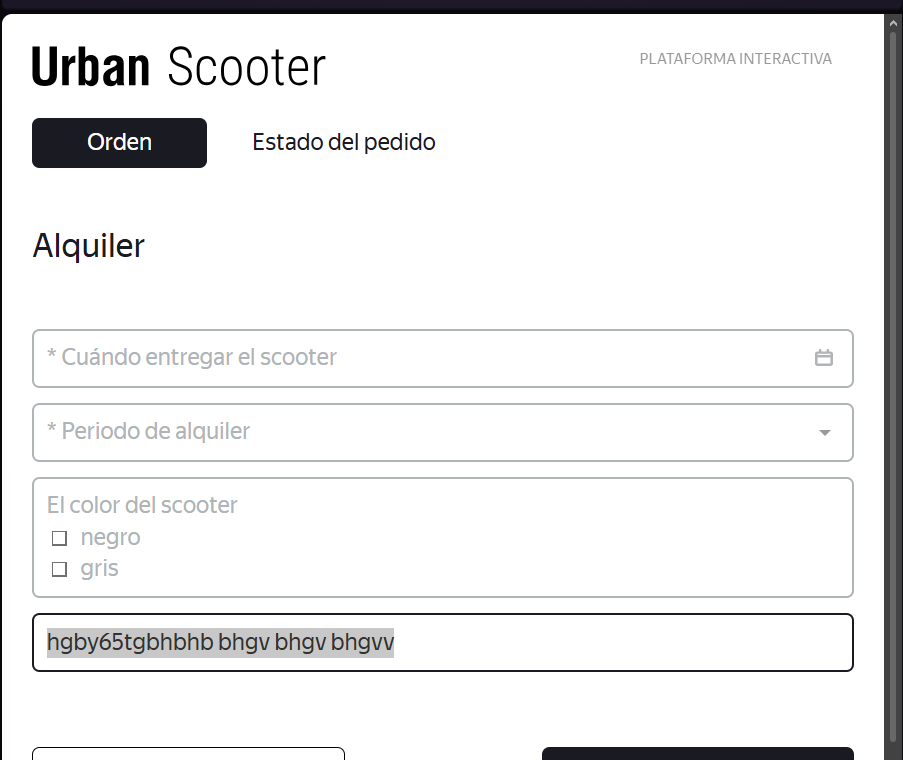 Urban Scooter
PLATAFORMA INTERACTIVA
Orden
Estado del pedido
Alquiler
* Cuándo entregar el scooter
* Periodo de alquiler
El color del scooter
negro
gris
hgby65tgbhbhb bhgv bhgv bhgvv